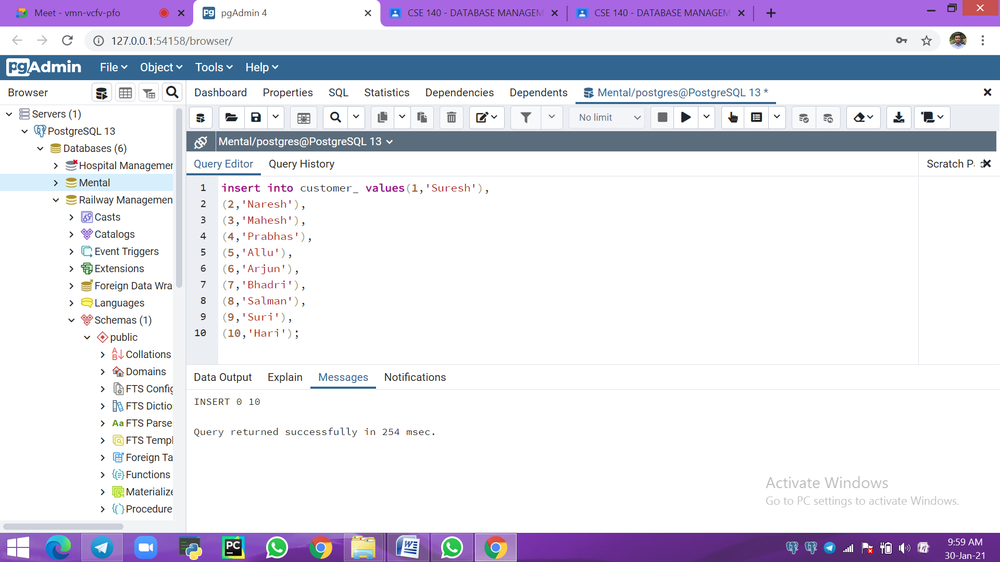 Meet - vmn-vcfv-pfo
pgAdmin 4
CSE 140 - DATABASE MANAGEM
CSE 140 - DATABASE MANAGEM
127.0.0.1:54158/browser/
pgAdmin File Object Tools Help
Browser
Dashboard Properties SQL Statistics Dependencies Dependents Mental/postgres@PostgreSQL 13 *
No limit
Servers (1)
PostgreSQL 13
Databases (6)
Hospital Managemer
Mental
Railway Managemen
Casts
Catalogs
Event Triggers
Extensions
Foreign Data Wra
Languages
Schemas (1)
public
Collations
Domains
FTS Config
FTS Dictio
Aa FTS Parse
FTS Templ
Foreign Ta
Functions
Materialize
Procedure
Mental/postgres@PostgreSQL 13
Query Editor Query History
Scratch Pad
1 insert into customer_ values(1,'Suresh'),
2 (2,'Naresh'),
3 (3,'Mahesh'),
4 (4,'Prabhas'),
5 (5,'Allu'),
6 (6,'Arjun'),
7 (7,'Bhadri'),
8 (8,'Salman'),
9 (9,'Suri'),
10 (10,'Hari');
Data Output Explain Messages Notifications
INSERT 0 10
Query returned successfully in 254 msec.
Activate Windows
Go to PC settings to activate Windows.
9:59 AM
30-Jan-21